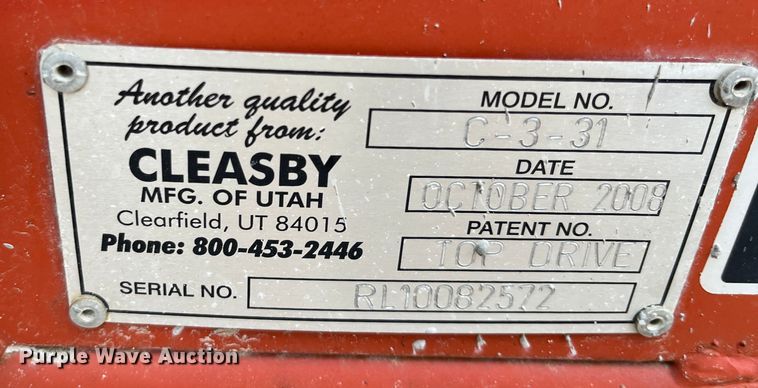 Another quality
product from:
CLEASBY
MFG. OF UTAH
Clearfield, UT 84015
Phone: 800-453-2446
MODEL NO.
C-3-31
DATE
OCTOBER 2008
PATENT NO.
TOP DRIVE
SERIAL NO.
RL10082572
Purple Wave Auction